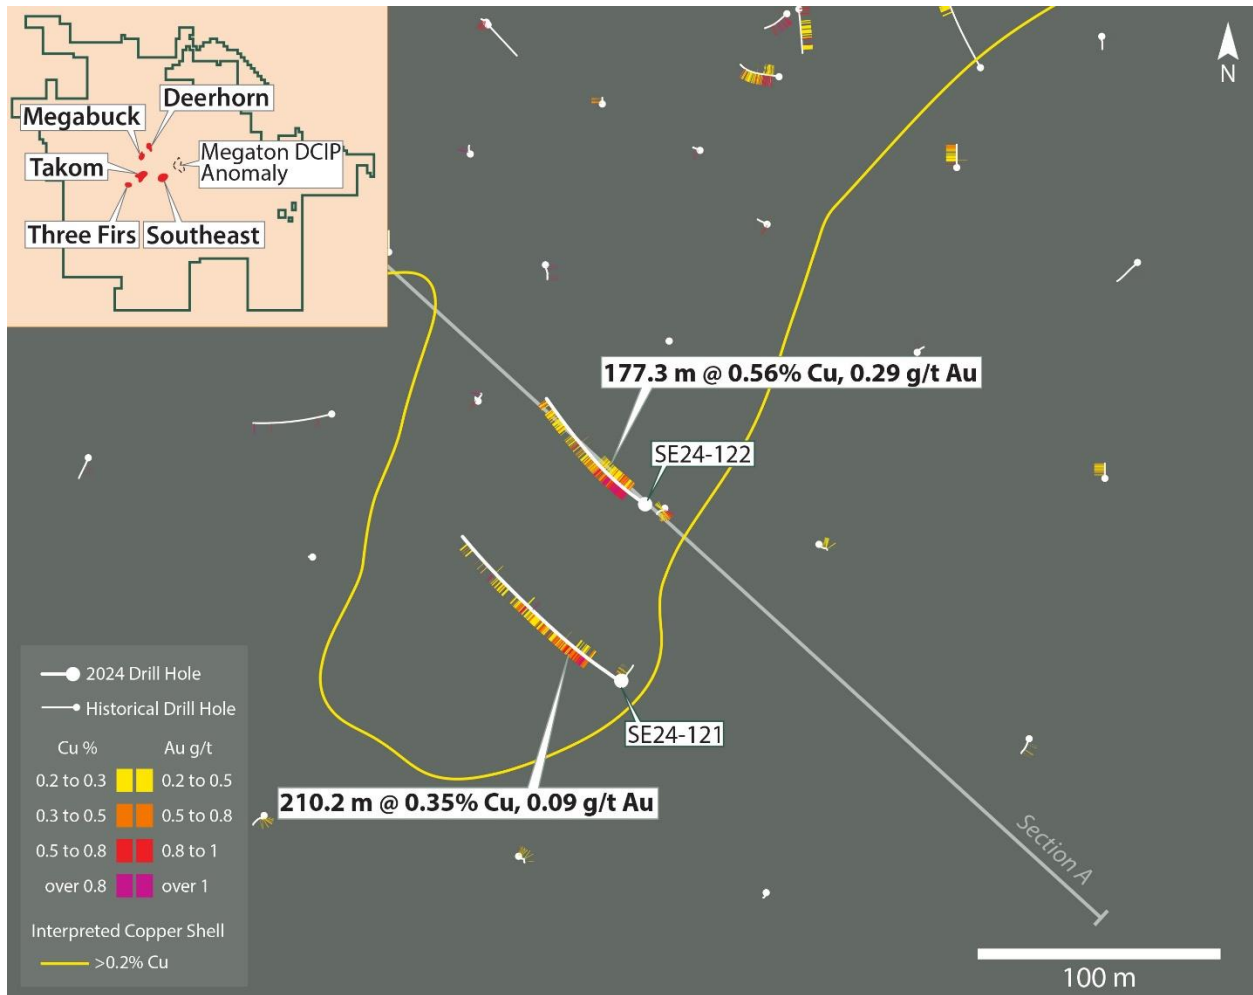 Deerhorn
Megabuck
Megaton DCIP
Anomaly
Takom
Three Firs
Southeast
N
177.3 m @ 0.56% Cu, 0.29 g/t Au
SE24-122
SE24-121
210.2 m @ 0.35% Cu, 0.09 g/t Au
Section A
2024 Drill Hole
Historical Drill Hole
Cu % Au g/t
0.2 to 0.3 0.2 to 0.5
0.3 to 0.5 0.5 to 0.8
0.5 to 0.8 0.8 to 1
over 0.8 over 1
Interpreted Copper Shell
>0.2% Cu
100 m